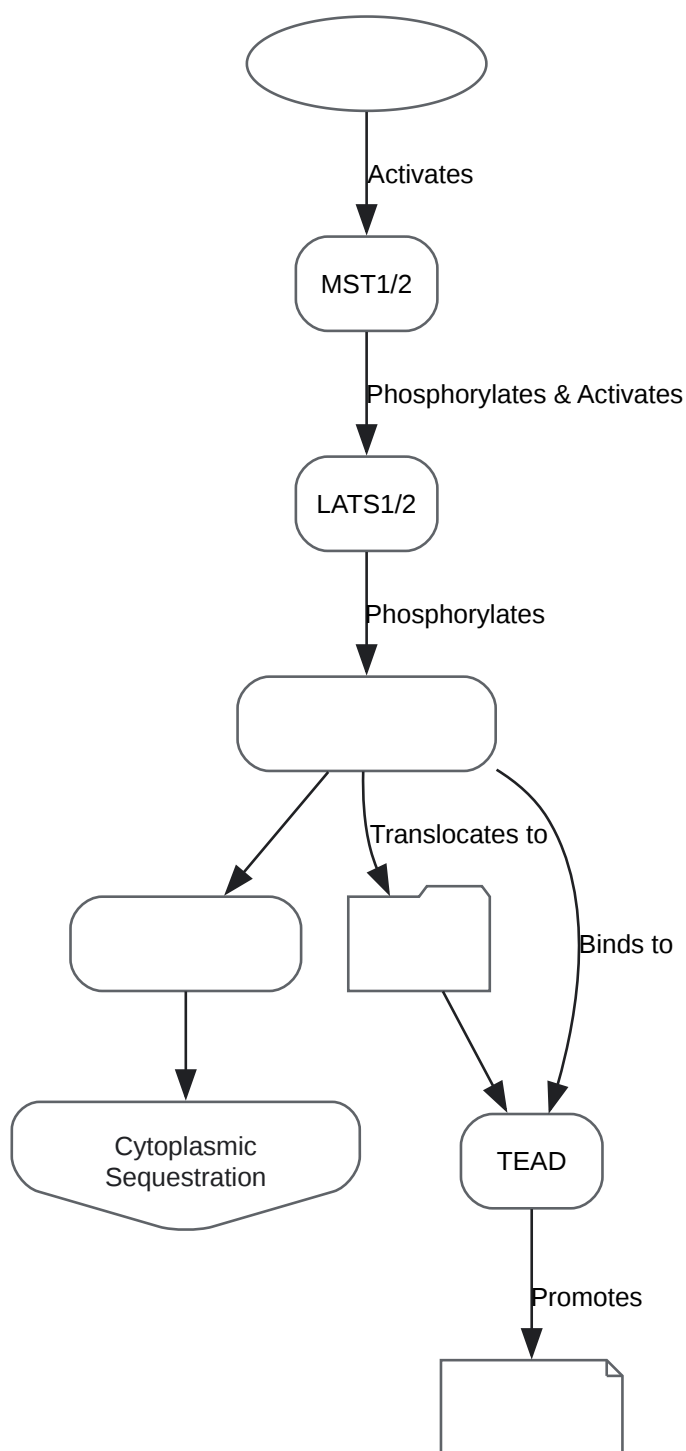 Activates
MST1/2
Phosphorylates & Activates
LATS1/2
Phosphorylates
Translocates to
Binds to
Cytoplasmic
Sequestration
TEAD
Promotes